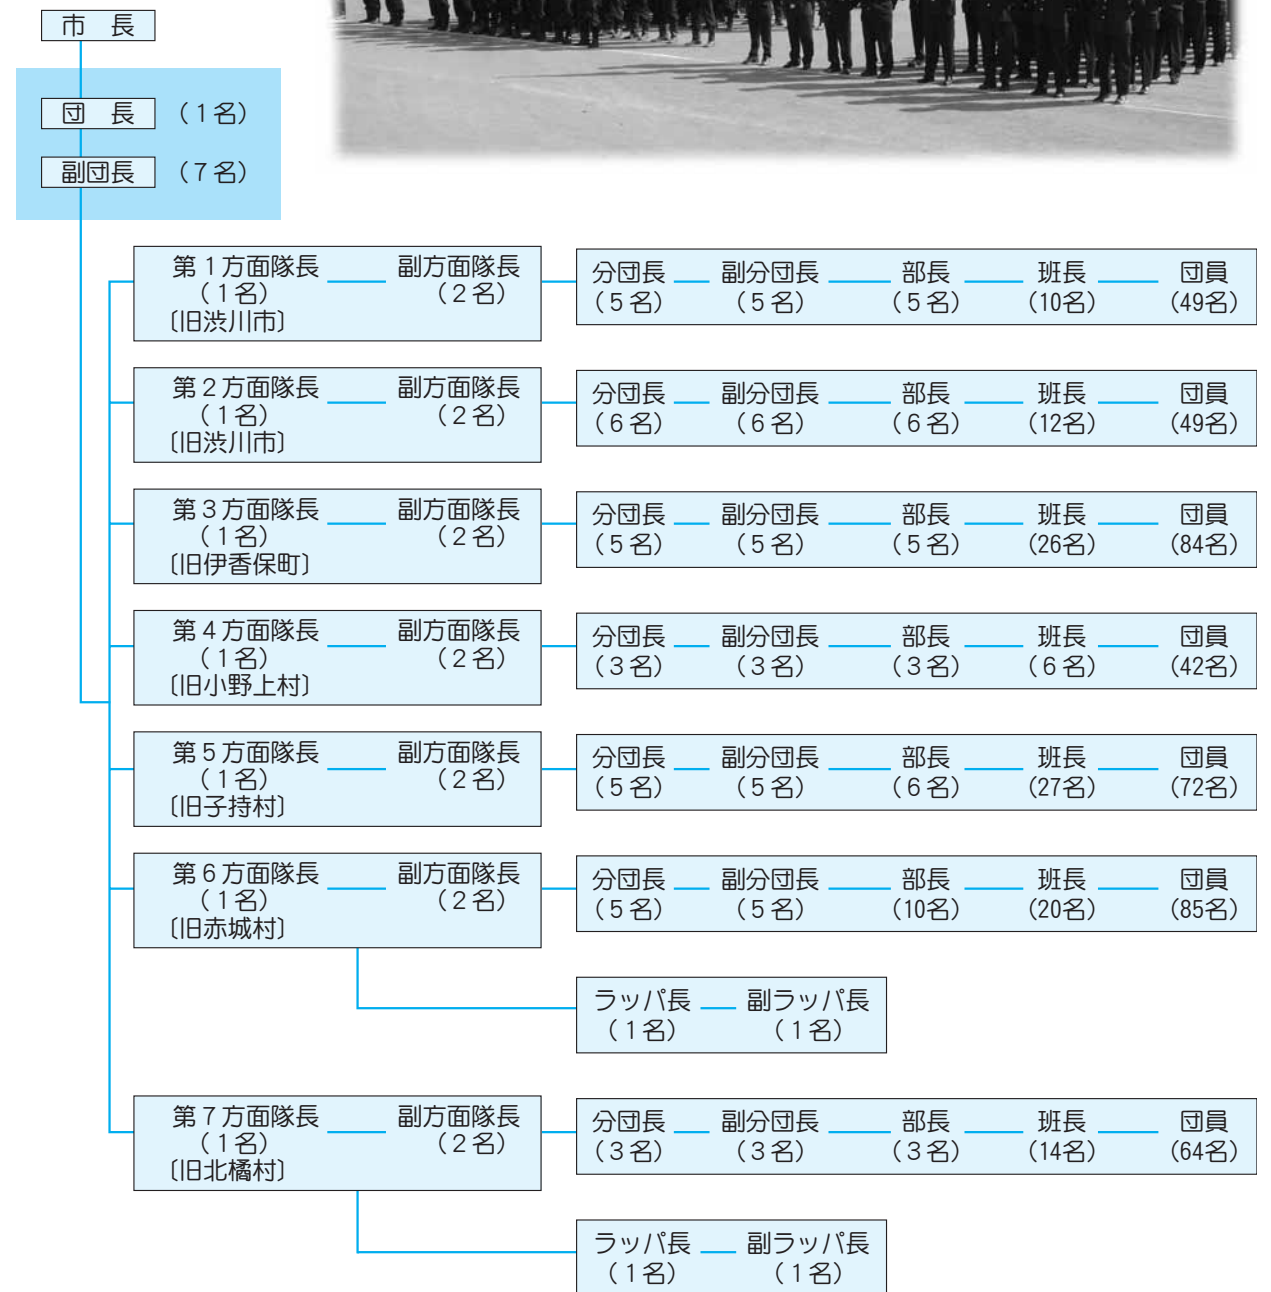 市　長
団　長　（１名）
副団長　（７名）
第１方面隊長　副方面隊長
（１名）　（２名）
〔旧渋川市〕
分団長　副分団長　部長　班長　団員
（５名）　（５名）　（５名）　（10名）　（49名）
第２方面隊長　副方面隊長
（１名）　（２名）
〔旧渋川市〕
分団長　副分団長　部長　班長　団員
（６名）　（６名）　（６名）　（12名）　（49名）
第３方面隊長　副方面隊長
（１名）　（２名）
〔旧伊香保町〕
分団長　副分団長　部長　班長　団員
（５名）　（５名）　（５名）　（26名）　（84名）
第４方面隊長　副方面隊長
（１名）　（２名）
〔旧小野上村〕
分団長　副分団長　部長　班長　団員
（３名）　（３名）　（３名）　（６名）　（42名）
第５方面隊長　副方面隊長
（１名）　（２名）
〔旧子持村〕
分団長　副分団長　部長　班長　団員
（５名）　（５名）　（６名）　（27名）　（72名）
第６方面隊長　副方面隊長
（１名）　（２名）
〔旧赤城村〕
分団長　副分団長　部長　班長　団員
（５名）　（５名）　（10名）　（20名）　（85名）
ラッパ長　副ラッパ長
（１名）　（１名）
第７方面隊長　副方面隊長
（１名）　（２名）
〔旧北橘村〕
分団長　副分団長　部長　班長　団員
（３名）　（３名）　（３名）　（14名）　（64名）
ラッパ長　副ラッパ長
（１名）　（１名）